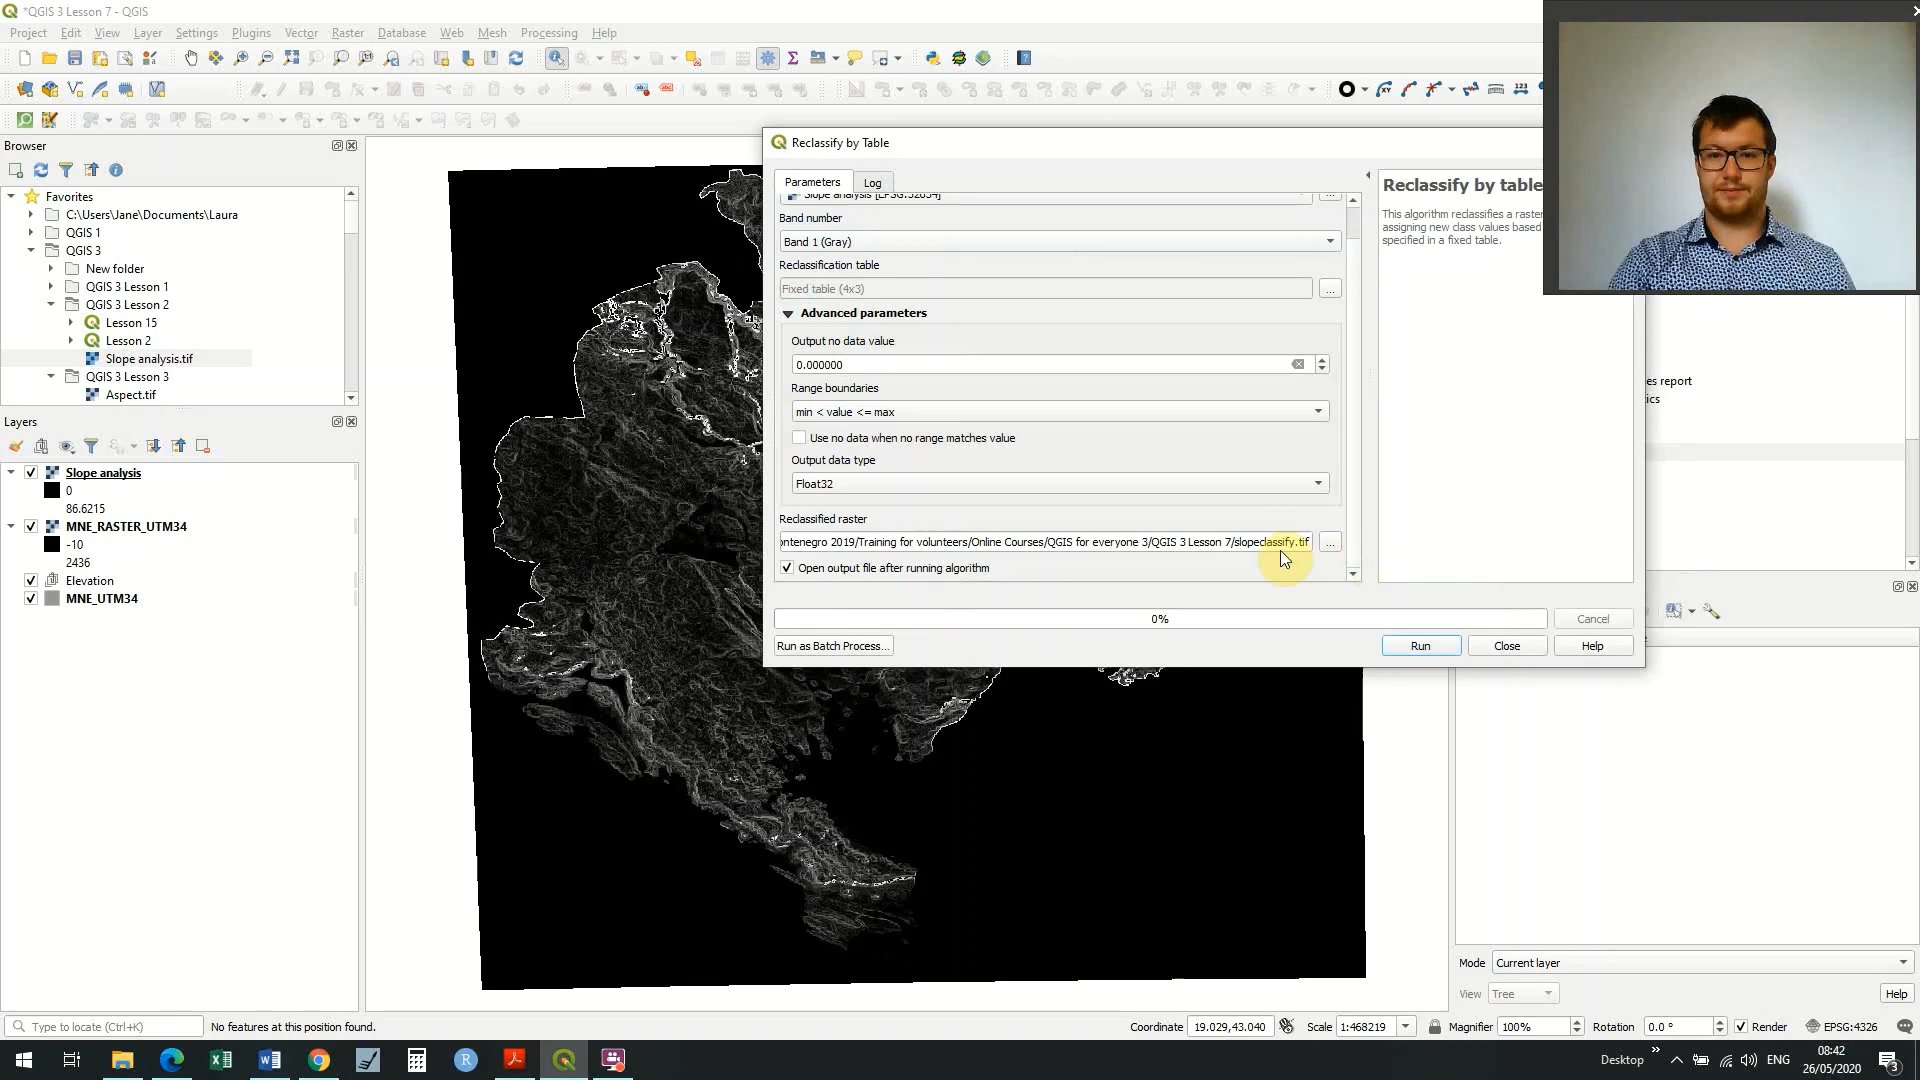 *QGIS 3 Lesson 7 - QGIS
Project Edit View Layer Settings Plugins Vector Raster Database Web Mesh Processing Help
Browser
Favorites
C:\Users\Jane\Documents\Laura
QGIS 1
QGIS 3
New folder
QGIS 3 Lesson 1
QGIS 3 Lesson 2
Lesson 15
Lesson 2
Slope analysis.tif
QGIS 3 Lesson 3
Aspect.tif
Layers
Slope analysis
0
86.6215
MNE_RASTER_UTM34
-10
2436
Elevation
MNE_UTM34
Reclassify by Table
Parameters Log
Slope analysis [EPSG:32634]
Band number
Band 1 (Gray)
Reclassification table
Fixed table (4x3)
...
Advanced parameters
Output no data value
0.000000
Range boundaries
min < value <= max
Use no data when no range matches value
Output data type
Float32
Reclassified raster
ontenegro 2019/Training for volunteers/Online Courses/QGIS for everyone 3/QGIS 3 Lesson 7/slopeclassify.tif
...
Open output file after running algorithm
0%
Cancel
Run as Batch Process...
Run
Close
Help
Reclassify by table
This algorithm reclassifies a raster
assigning new class values based
specified in a fixed table.
es report
tics
Mode Current layer
View Tree
Help
Type to locate (Ctrl+K)
No features at this position found.
Coordinate 19.029,43.040
Scale 1:468219
Magnifier 100%
Rotation 0.0 °
Render
EPSG:4326
Desktop
ENG
08:42
26/05/2020
3